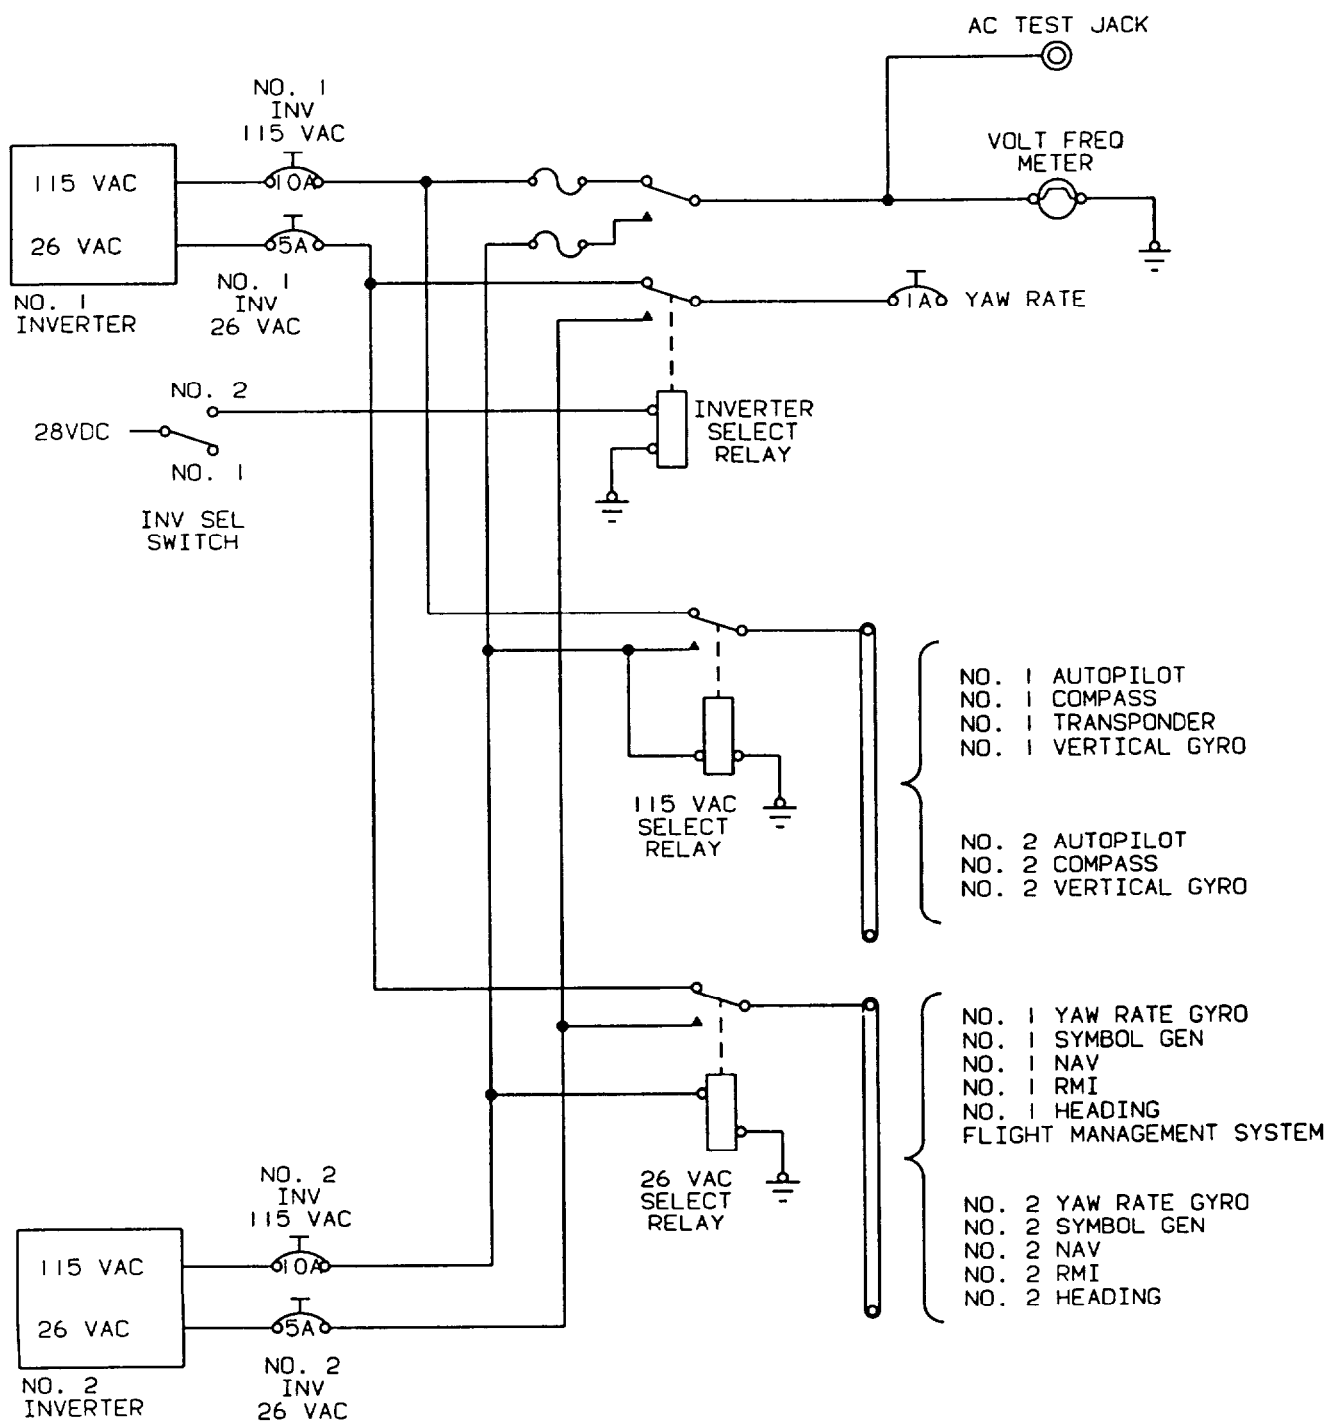 AC TEST JACK
NO. 1
INV
115 VAC
VOLT FREQ
METER
115 VAC
10A
26 VAC
5A
NO. 1
INVERTER
NO. 1
INV
26 VAC
1A
YAW RATE
NO. 2
28VDC
NO. 1
INV SEL
SWITCH
INVERTER
SELECT
RELAY
NO. 1 AUTOPILOT
NO. 1 COMPASS
NO. 1 TRANSPONDER
NO. 1 VERTICAL GYRO
115 VAC
SELECT
RELAY
NO. 2 AUTOPILOT
NO. 2 COMPASS
NO. 2 VERTICAL GYRO
NO. 1 YAW RATE GYRO
NO. 1 SYMBOL GEN
NO. 1 NAV
NO. 1 RMI
NO. 1 HEADING
FLIGHT MANAGEMENT SYSTEM
26 VAC
SELECT
RELAY
NO. 2 YAW RATE GYRO
NO. 2 SYMBOL GEN
NO. 2 NAV
NO. 2 RMI
NO. 2 HEADING
NO. 2
INV
115 VAC
115 VAC
10A
26 VAC
5A
NO. 2
INVERTER
NO. 2
INV
26 VAC